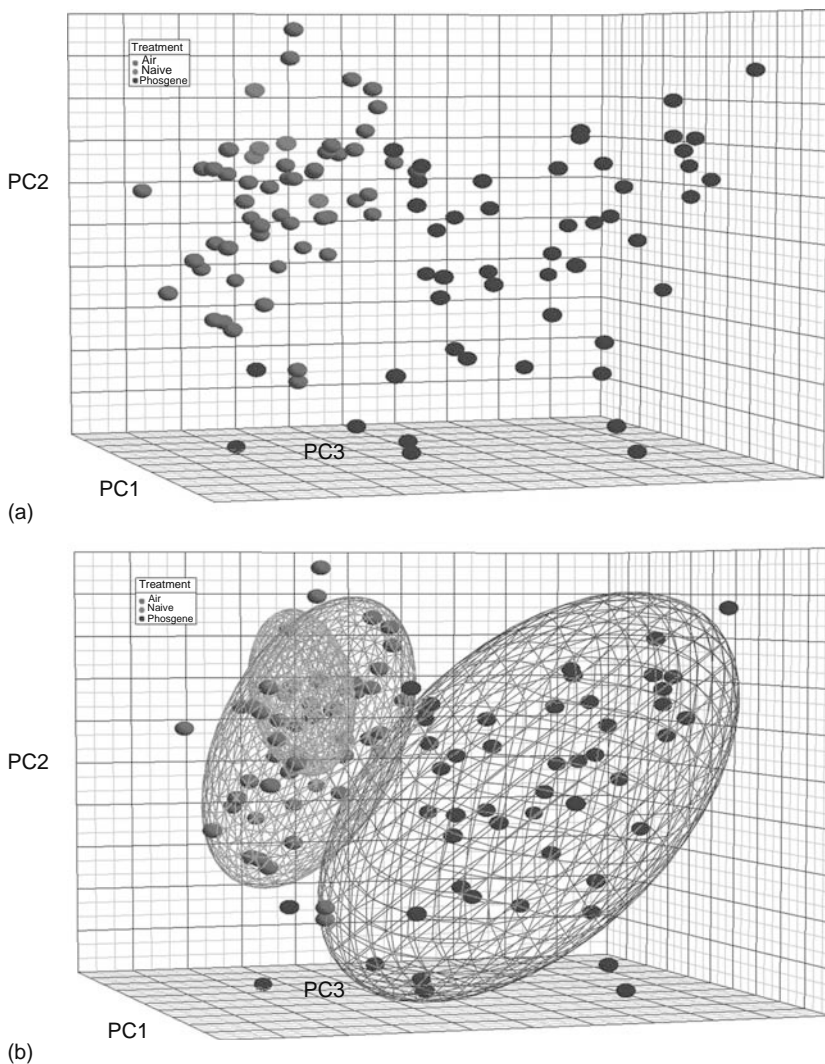 Treatment
Air
Naive
Phosgene
PC2
PC3
PC1
(a)
Treatment
Air
Naive
Phosgene
PC2
PC3
PC1
(b)